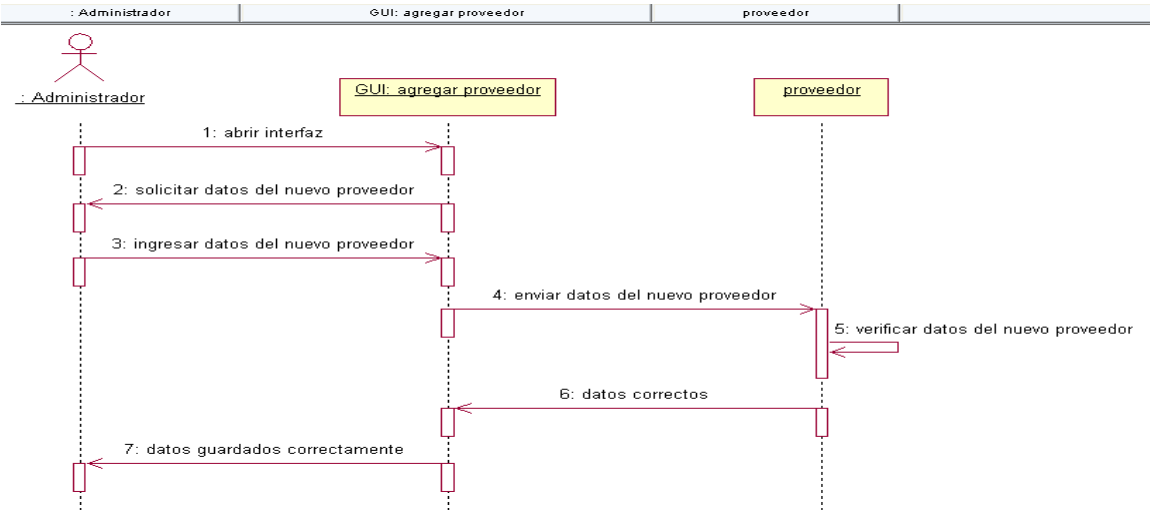 : Administrador
GUI: agregar proveedor
proveedor
: Administrador
GUI: agregar proveedor
proveedor
1: abrir interfaz
2: solicitar datos del nuevo proveedor
3: ingresar datos del nuevo proveedor
4: enviar datos del nuevo proveedor
5: verificar datos del nuevo proveedor
6: datos correctos
7: datos guardados correctamente